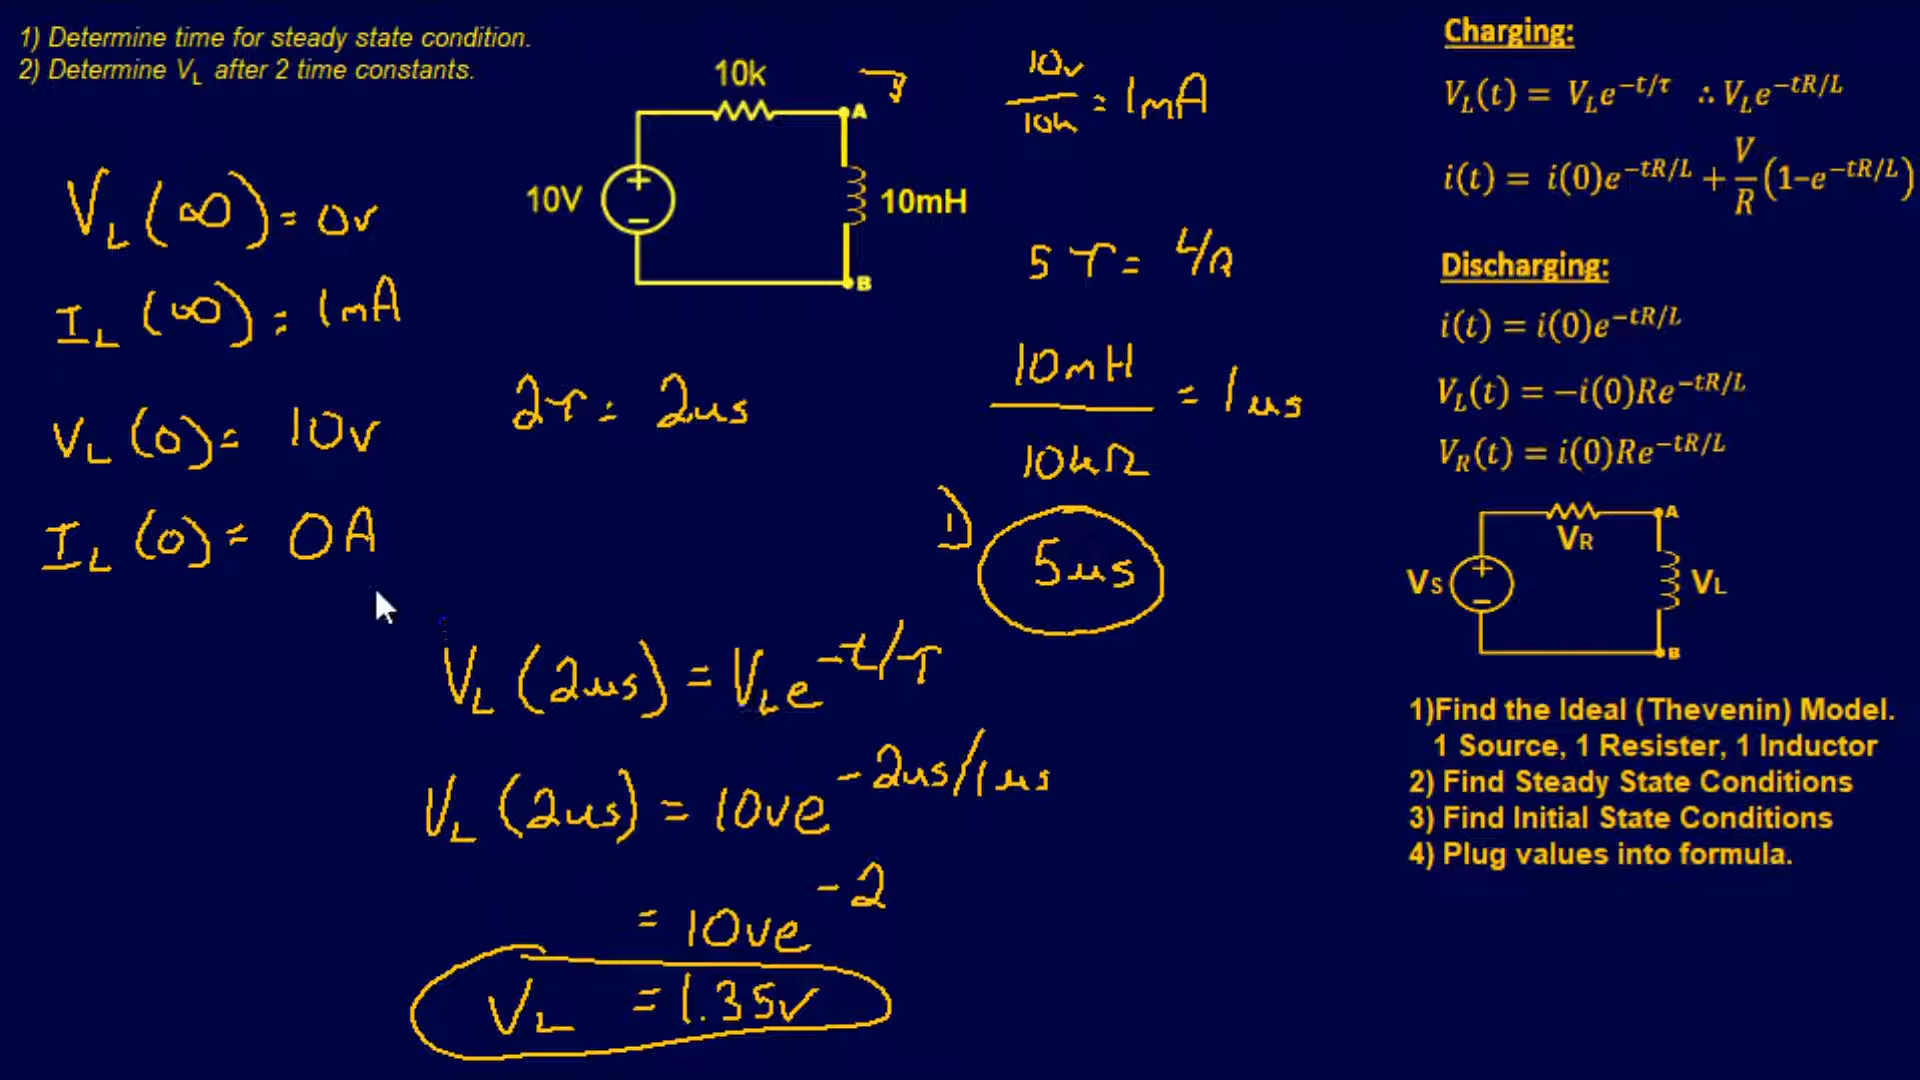 1) Determine time for steady state condition.
2) Determine VL after 2 time constants.
10k
A
10V
+
−
10mH
B
10v/10k = 1mA
VL(∞) = 0v
IL(∞) = 1mA
VL(0) = 10v
IL(0) = 0A
5τ = L/R
2τ = 2us
10mH/10kΩ = 1us
1) 5us
VL(2us) = VLe^-t/τ
VL(2us) = 10ve^-2us/1us
= 10ve^-2
VL = 1.35v
Charging:
VL(t) = VLe^−t/τ ∴ VLe^−tR/L
i(t) = i(0)e^−tR/L + V/R(1−e^−tR/L)
Discharging:
i(t) = i(0)e^−tR/L
VL(t) = −i(0)Re^−tR/L
VR(t) = i(0)Re^−tR/L
A
VR
VS
+
−
VL
B
1)Find the Ideal (Thevenin) Model.
1 Source, 1 Resister, 1 Inductor
2) Find Steady State Conditions
3) Find Initial State Conditions
4) Plug values into formula.